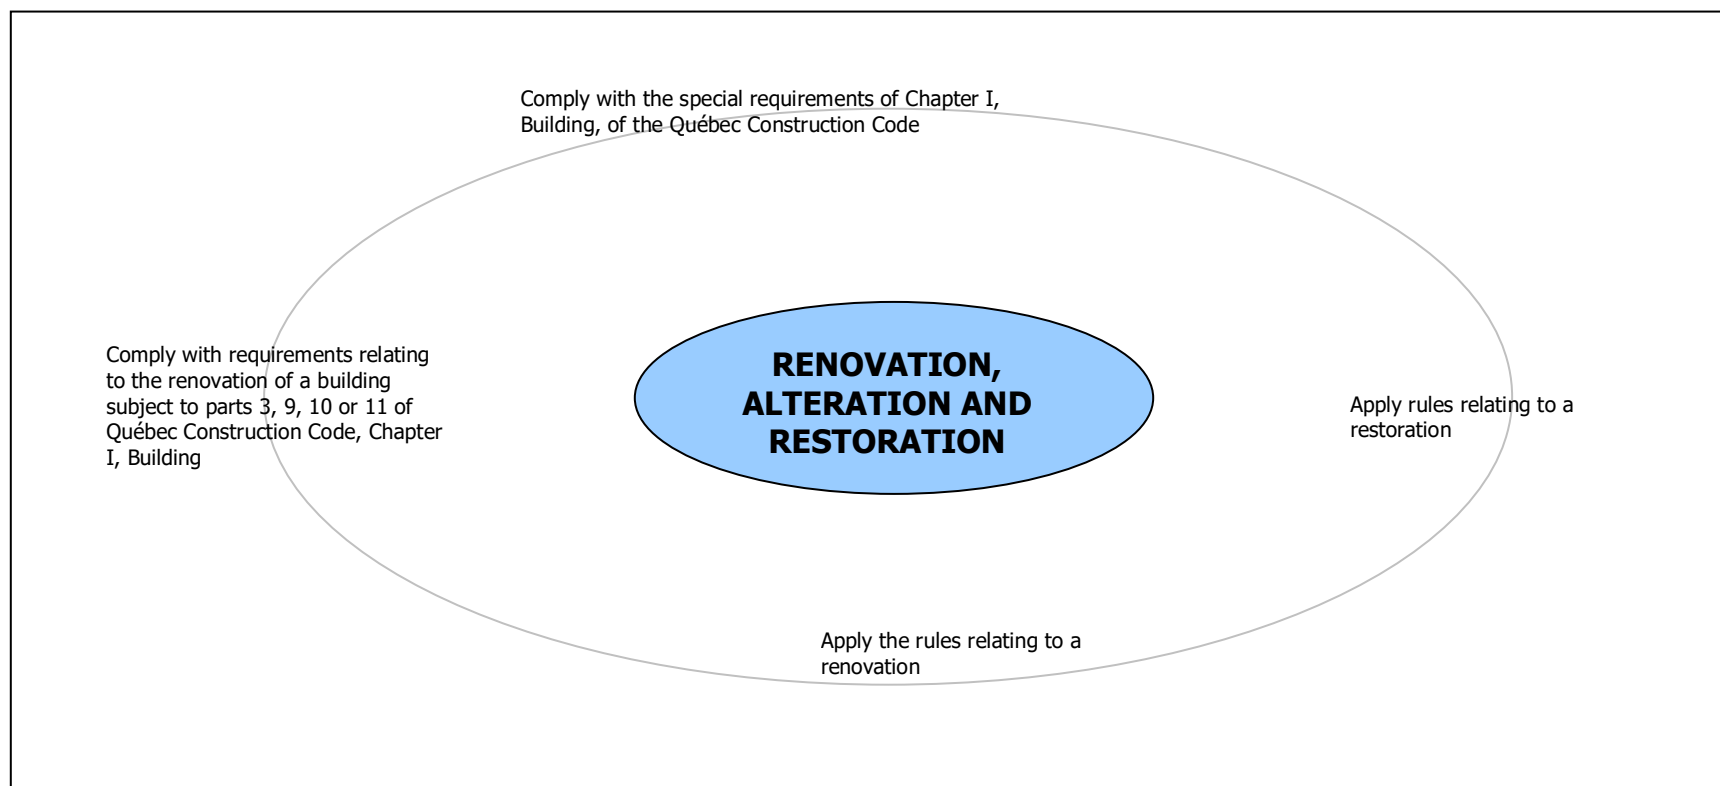 Comply with the special requirements of Chapter I,
Building, of the Québec Construction Code
Comply with requirements relating
to the renovation of a building
subject to parts 3, 9, 10 or 11 of
Québec Construction Code, Chapter
I, Building
RENOVATION,
ALTERATION AND
RESTORATION
Apply rules relating to a
restoration
Apply the rules relating to a
renovation